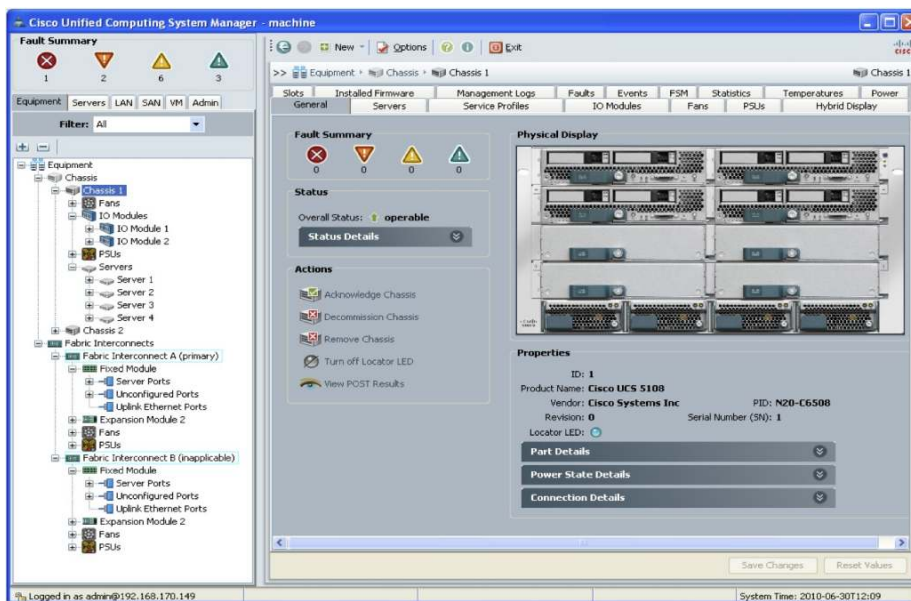 Cisco Unified Computing System Manager - machine
Fault Summary
1 2 6 3
Equipment Servers LAN SAN VM Admin
Filter: All
Equipment
Chassis
Chassis 1
Fans
IO Modules
IO Module 1
IO Module 2
PSUs
Servers
Server 1
Server 2
Server 3
Server 4
Chassis 2
Fabric Interconnects
Fabric Interconnect A (primary)
Fixed Module
Server Ports
Unconfigured Ports
Uplink Ethernet Ports
Expansion Module 2
Fans
PSUs
Fabric Interconnect B (inapplicable)
Fixed Module
Server Ports
Unconfigured Ports
Uplink Ethernet Ports
Expansion Module 2
Fans
PSUs
New Options Exit
CISCO
>> Equipment Chassis Chassis 1
Chassis 1
Slots Installed Firmware Management Logs Faults Events FSM Statistics Temperatures Power
General Servers Service Profiles IO Modules Fans PSUs Hybrid Display
Fault Summary
0 0 0 0
Status
Overall Status: operable
Status Details
Actions
Acknowledge Chassis
Decommission Chassis
Remove Chassis
Turn off Locator LED
View POST Results
Physical Display
Properties
ID: 1
Product Name: Cisco UCS 5108
Vendor: Cisco Systems Inc PID: N20-C6508
Revision: 0 Serial Number (SN): 1
Locator LED:
Part Details
Power State Details
Connection Details
Save Changes Reset Values
Logged in as admin@192.168.170.149
System Time: 2010-06-30T12:09